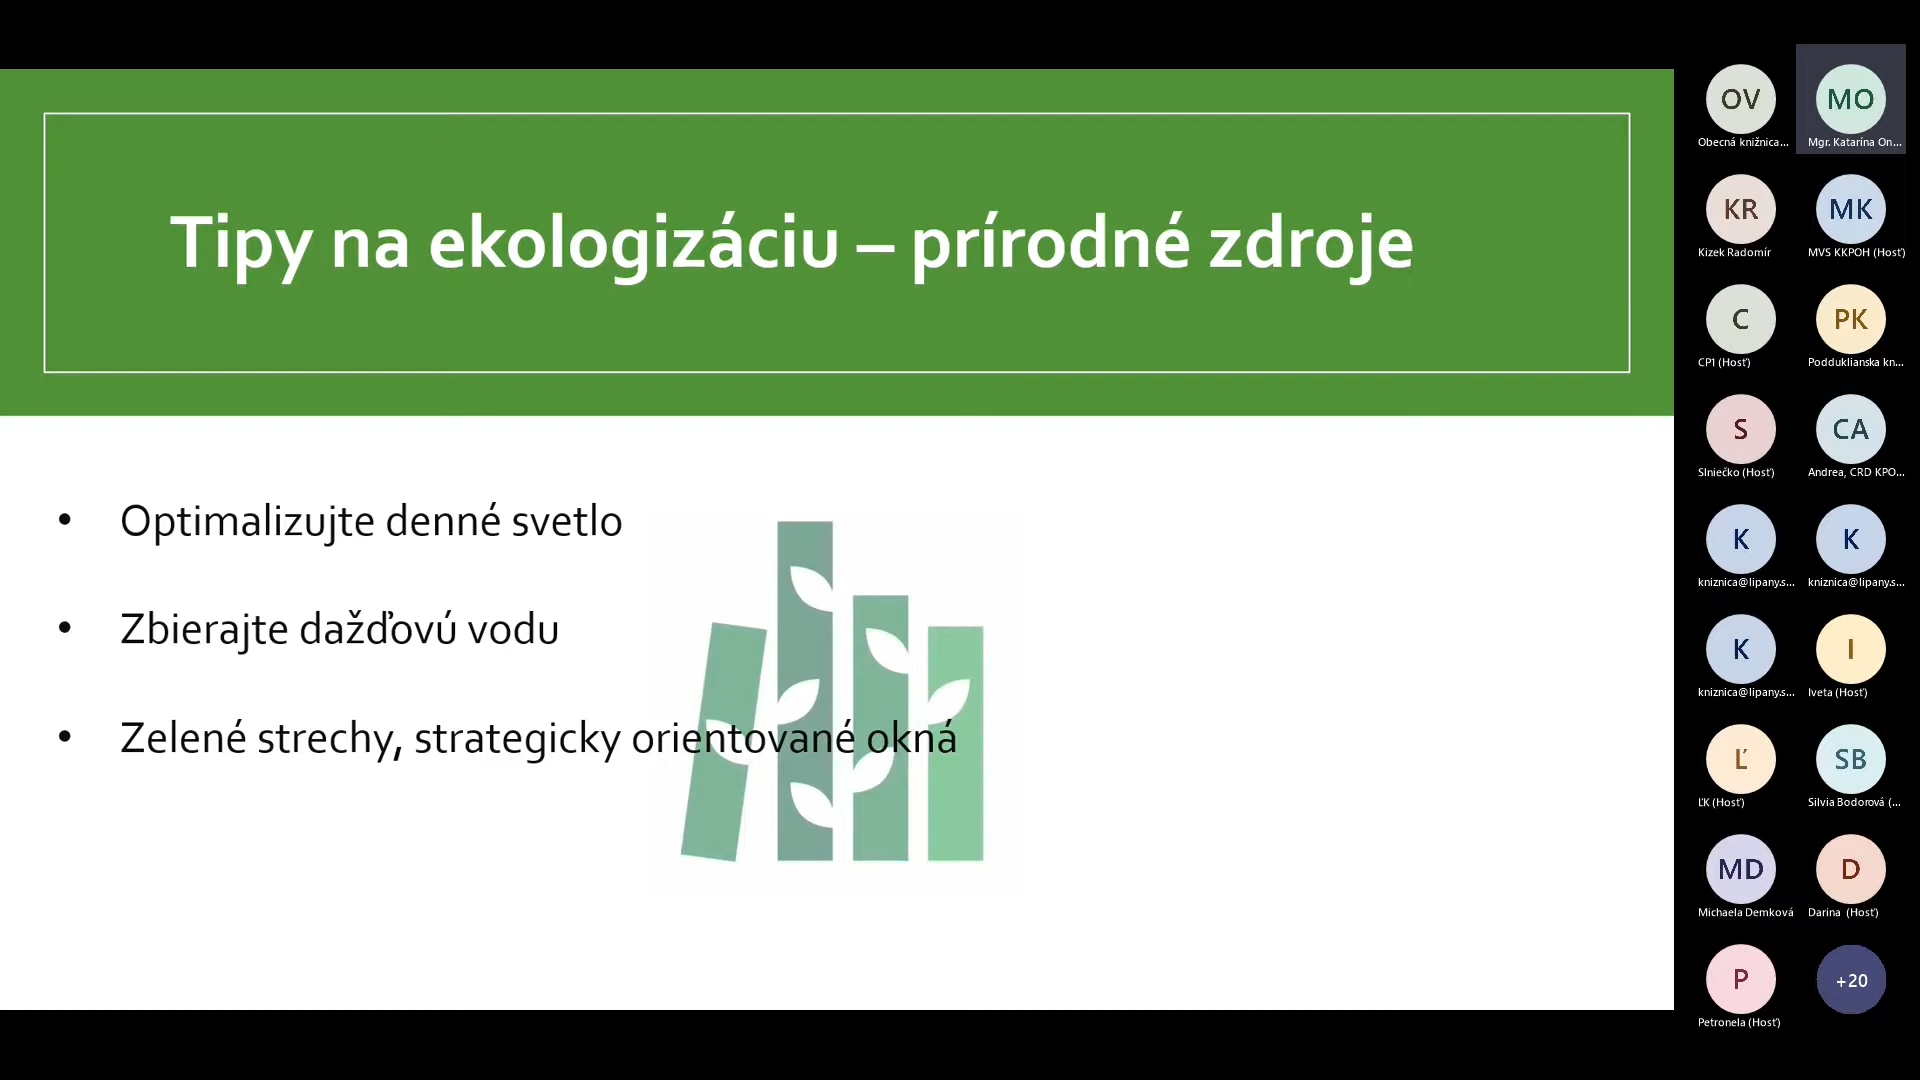 Tipy na ekologizáciu – prírodné zdroje
• Optimalizujte denné svetlo
• Zbierajte dažďovú vodu
• Zelené strechy, strategicky orientované okná
OV
Obecná knižnica...
MO
Mgr. Katarína On...
KR
Kizek Radomír
MK
MVS KKPOH (Hosť)
C
CP1 (Hosť)
PK
Podduklianska kn...
S
Slniečko (Hosť)
CA
Andrea, CRD KPO...
K
kniznica@lipany.s...
K
kniznica@lipany.s...
K
kniznica@lipany.s...
I
Iveta (Hosť)
Ľ
ĽK (Hosť)
SB
Silvia Bodorová (...
MD
Michaela Demková
D
Darina (Hosť)
P
Petronela (Hosť)
+20